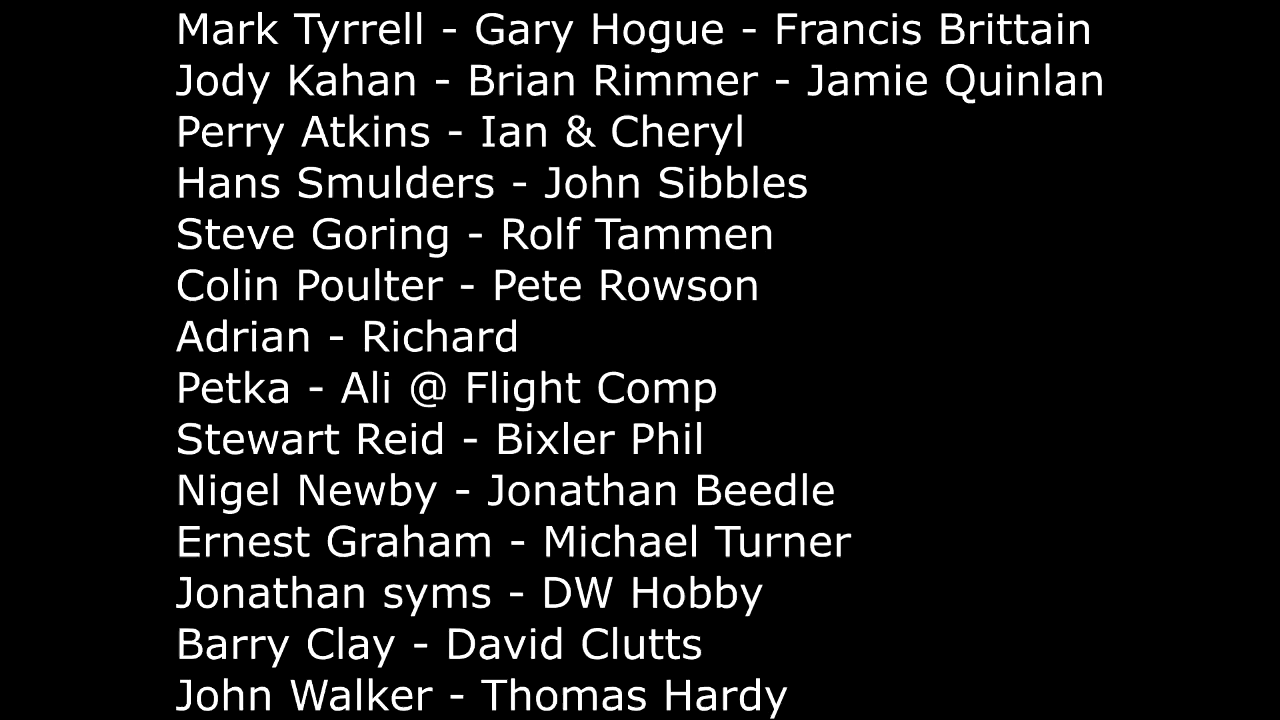 Mark Tyrrell - Gary Hogue - Francis Brittain
Jody Kahan - Brian Rimmer - Jamie Quinlan
Perry Atkins - Ian & Cheryl
Hans Smulders - John Sibbles
Steve Goring - Rolf Tammen
Colin Poulter - Pete Rowson
Adrian - Richard
Petka - Ali @ Flight Comp
Stewart Reid - Bixler Phil
Nigel Newby - Jonathan Beedle
Ernest Graham - Michael Turner
Jonathan syms - DW Hobby
Barry Clay - David Clutts
John Walker - Thomas Hardy